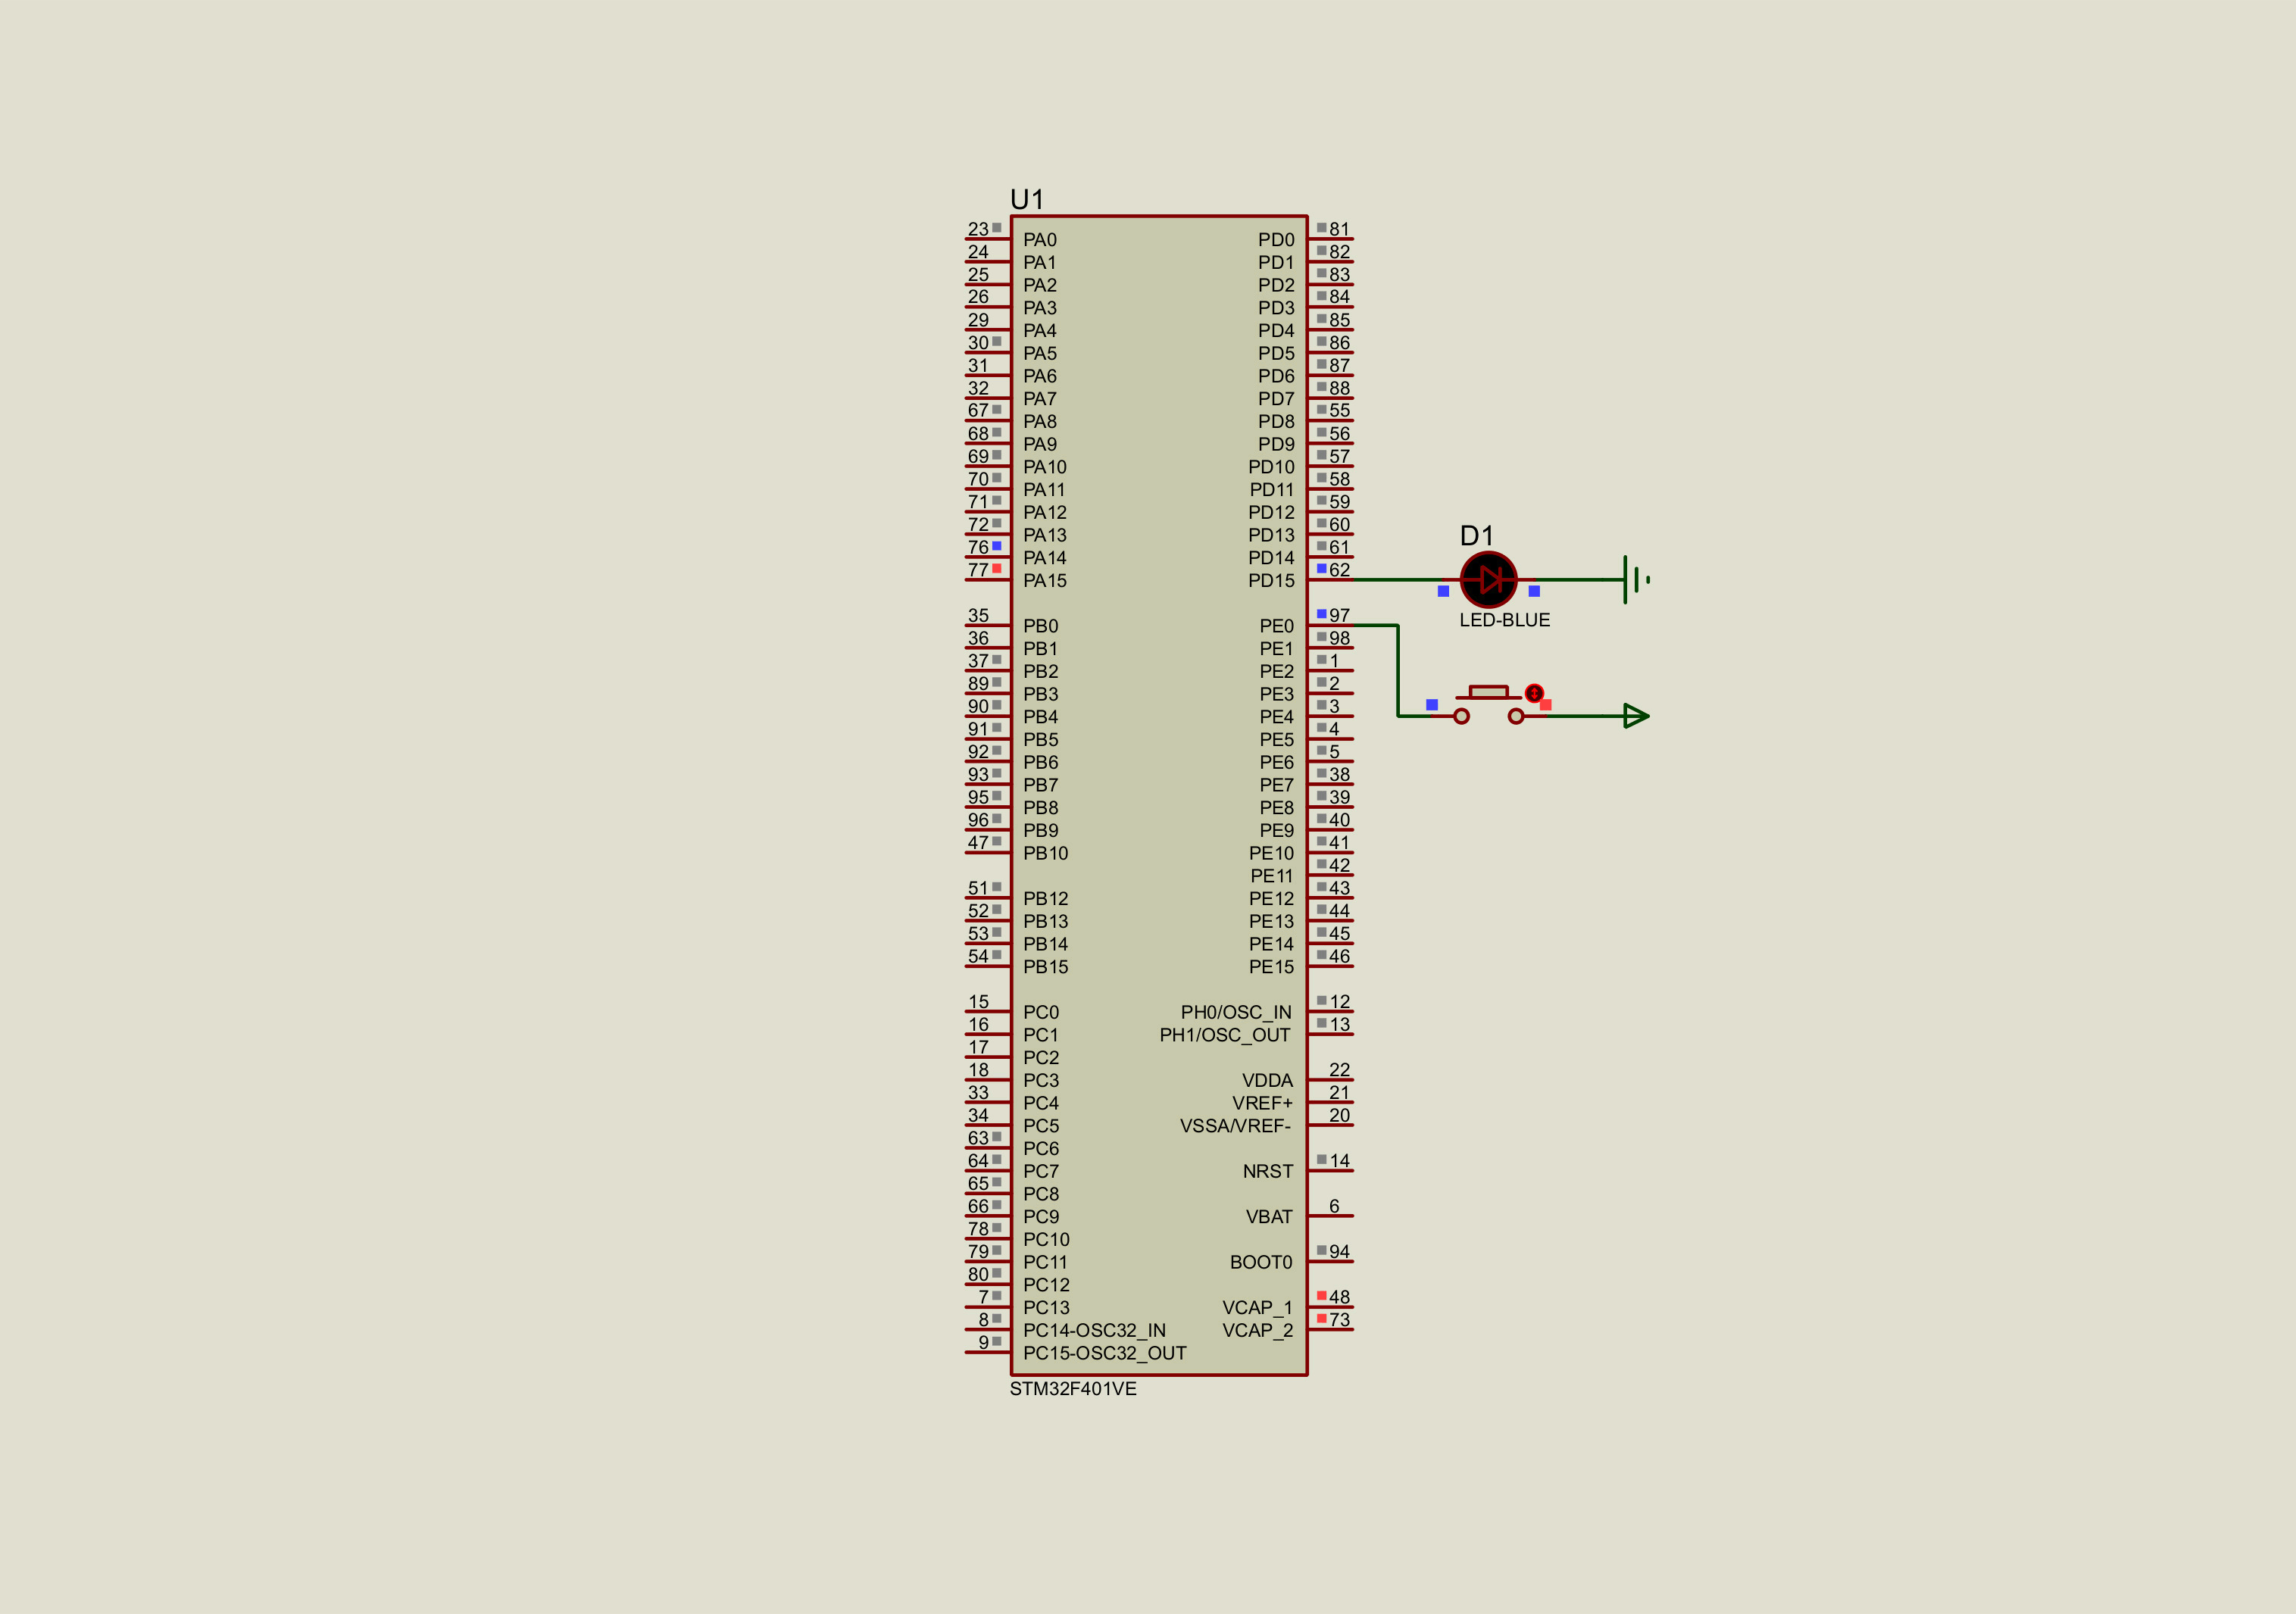 U1
23 PA0 PD0 81
24 PA1 PD1 82
25 PA2 PD2 83
26 PA3 PD3 84
29 PA4 PD4 85
30 PA5 PD5 86
31 PA6 PD6 87
32 PA7 PD7 88
67 PA8 PD8 55
68 PA9 PD9 56
69 PA10 PD10 57
70 PA11 PD11 58
71 PA12 PD12 59
72 PA13 PD13 60
76 PA14 PD14 61
77 PA15 PD15 62
D1
LED-BLUE
35 PB0 PE0 97
36 PB1 PE1 98
37 PB2 PE2 1
89 PB3 PE3 2
90 PB4 PE4 3
91 PB5 PE5 4
92 PB6 PE6 5
93 PB7 PE7 38
95 PB8 PE8 39
96 PB9 PE9 40
47 PB10 PE10 41
PE11 42
51 PB12 PE12 43
52 PB13 PE13 44
53 PB14 PE14 45
54 PB15 PE15 46
15 PC0 PH0/OSC_IN 12
16 PC1 PH1/OSC_OUT 13
17 PC2
18 PC3 VDDA 22
33 PC4 VREF+ 21
34 PC5 VSSA/VREF- 20
63 PC6
64 PC7 NRST 14
65 PC8
66 PC9 VBAT 6
78 PC10
79 PC11 BOOT0 94
80 PC12
7 PC13 VCAP_1 48
8 PC14-OSC32_IN VCAP_2 73
9 PC15-OSC32_OUT
STM32F401VE